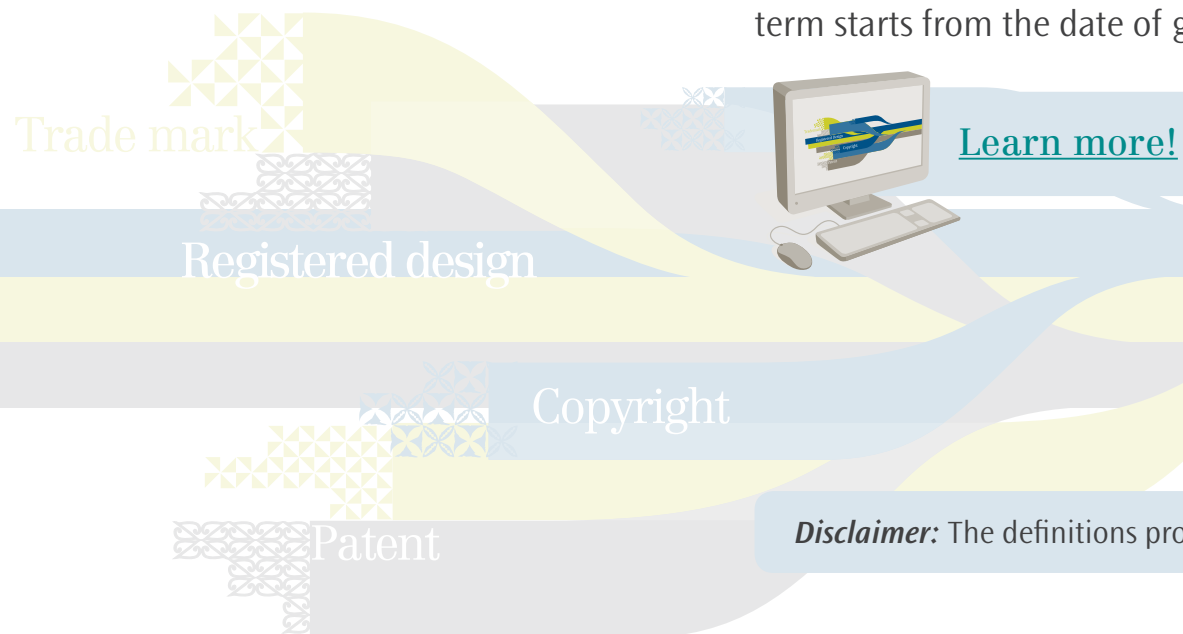 term starts from the date of g
Trade mark
Learn more!
Registered design
Copyright
Disclaimer: The definitions pro
Patent